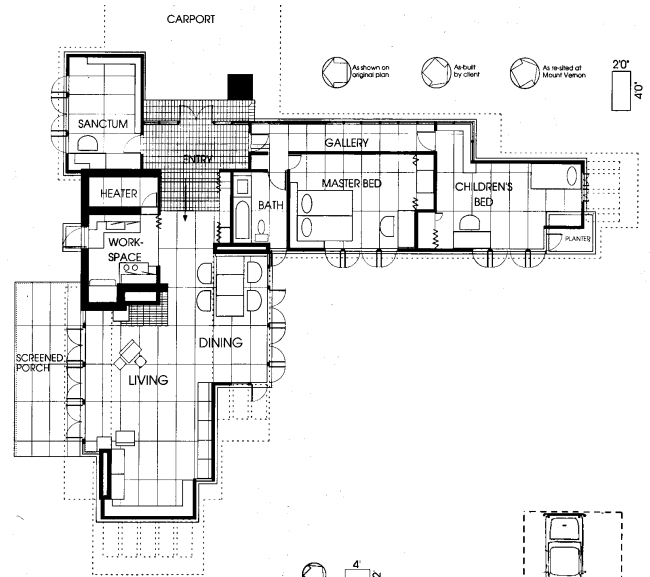 CARPORT
As shown on
original plan
As-built
by client
As re-sited at
Mount Vernon
2'0"
4'0"
SANCTUM
ENTRY
GALLERY
HEATER
BATH
MASTER BED
CHILDREN'S
BED
PLANTER
WORK-
SPACE
DINING
SCREENED
PORCH
LIVING
4'
2